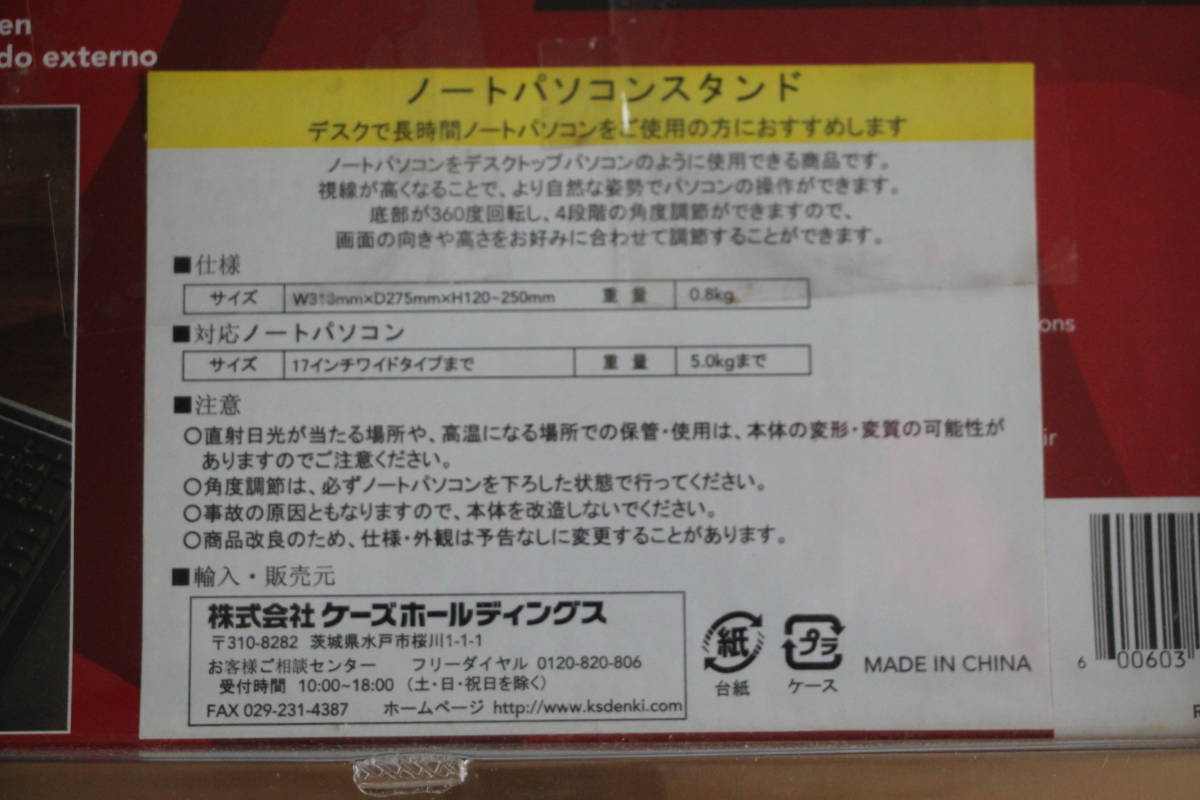 en
do externo
ノートパソコンスタンド
デスクで長時間ノートパソコンをご使用の方におすすめします
ノートパソコンをデスクトップパソコンのように使用できる商品です。
視線が高くなることで、より自然な姿勢でパソコンの操作ができます。
底部が360度回転し、4段階の角度調節ができますので、
画面の向きや高さをお好みに合わせて調節することができます。
■仕様
サイズ W313mm×D275mm×H120~250mm 重量 0.8kg
■対応ノートパソコン
サイズ 17インチワイドタイプまで 重量 5.0kgまで
■注意
○直射日光が当たる場所や、高温になる場所での保管・使用は、本体の変形・変質の可能性が
ありますのでご注意ください。
○角度調節は、必ずノートパソコンを下ろした状態で行ってください。
○事故の原因ともなりますので、本体を改造しないでください。
○商品改良のため、仕様・外観は予告なしに変更することがあります。
■輸入・販売元
株式会社 ケーズホールディングス
〒310-8282 茨城県水戸市桜川1-1-1
お客様ご相談センター フリーダイヤル 0120-820-806
受付時間 10:00~18:00 (土・日・祝日を除く)
FAX 029-231-4387 ホームページ http://www.ksdenki.com
紙
台紙
プラ
ケース
MADE IN CHINA
ons
ir
6 00603
R